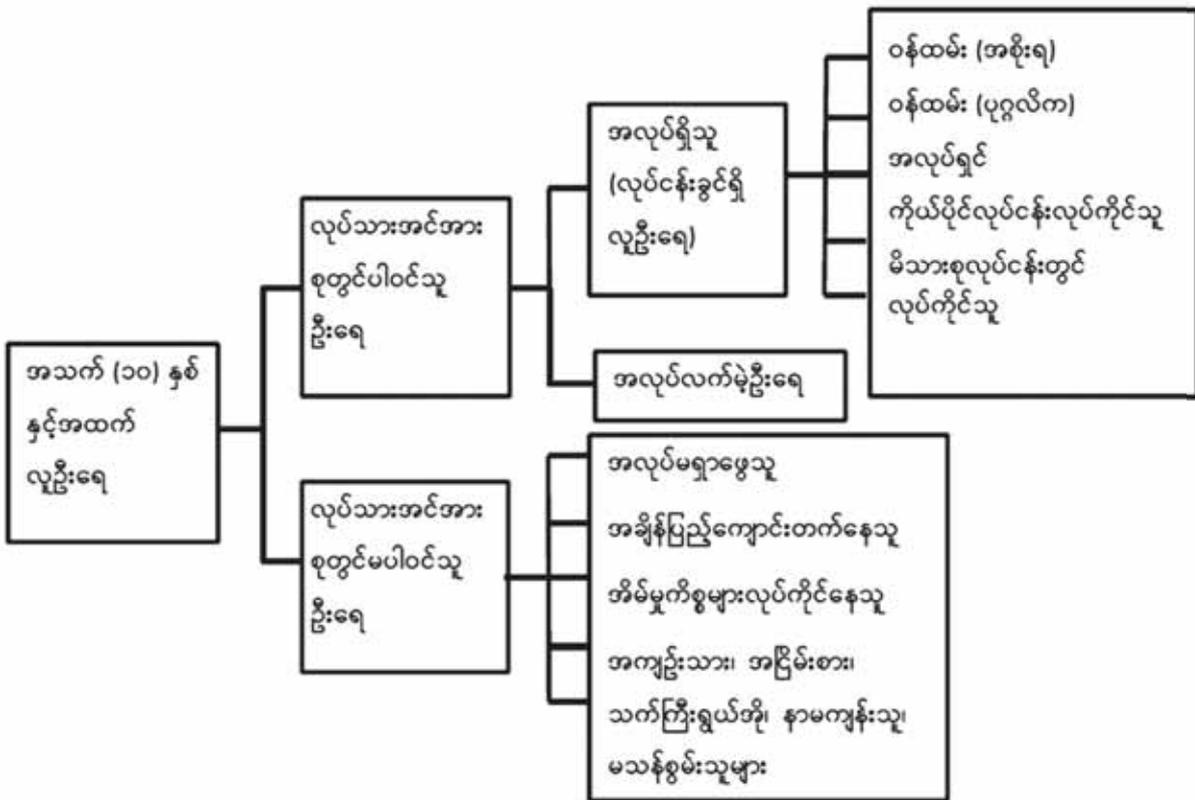 အသက် (၁၀) နှစ်
နှင့်အထက်
လူဦးရေ
လုပ်သားအင်အား
စုတွင်ပါဝင်သူ
ဦးရေ
လုပ်သားအင်အား
စုတွင်မပါဝင်သူ
ဦးရေ
အလုပ်ရှိသူ
(လုပ်ငန်းခွင်ရှိ
လူဦးရေ)
အလုပ်လက်မဲ့ဦးရေ
ဝန်ထမ်း (အစိုးရ)
ဝန်ထမ်း (ပုဂ္ဂလိက)
အလုပ်ရှင်
ကိုယ်ပိုင်လုပ်ငန်းလုပ်ကိုင်သူ
မိသားစုလုပ်ငန်းတွင်
လုပ်ကိုင်သူ
အလုပ်မရှာဖွေသူ
အချိန်ပြည့်ကျောင်းတက်နေသူ
အိမ်မှုကိစ္စများလုပ်ကိုင်နေသူ
အကျဉ်းသား၊ အငြိမ်းစား၊
သက်ကြီးရွယ်အို၊ နာမကျန်းသူ၊
မသန်စွမ်းသူများ